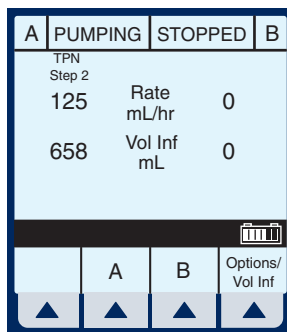 A PUMPING STOPPED B
TPN
Step 2
125 Rate mL/hr 0
658 Vol Inf mL 0
A B Options/ Vol Inf